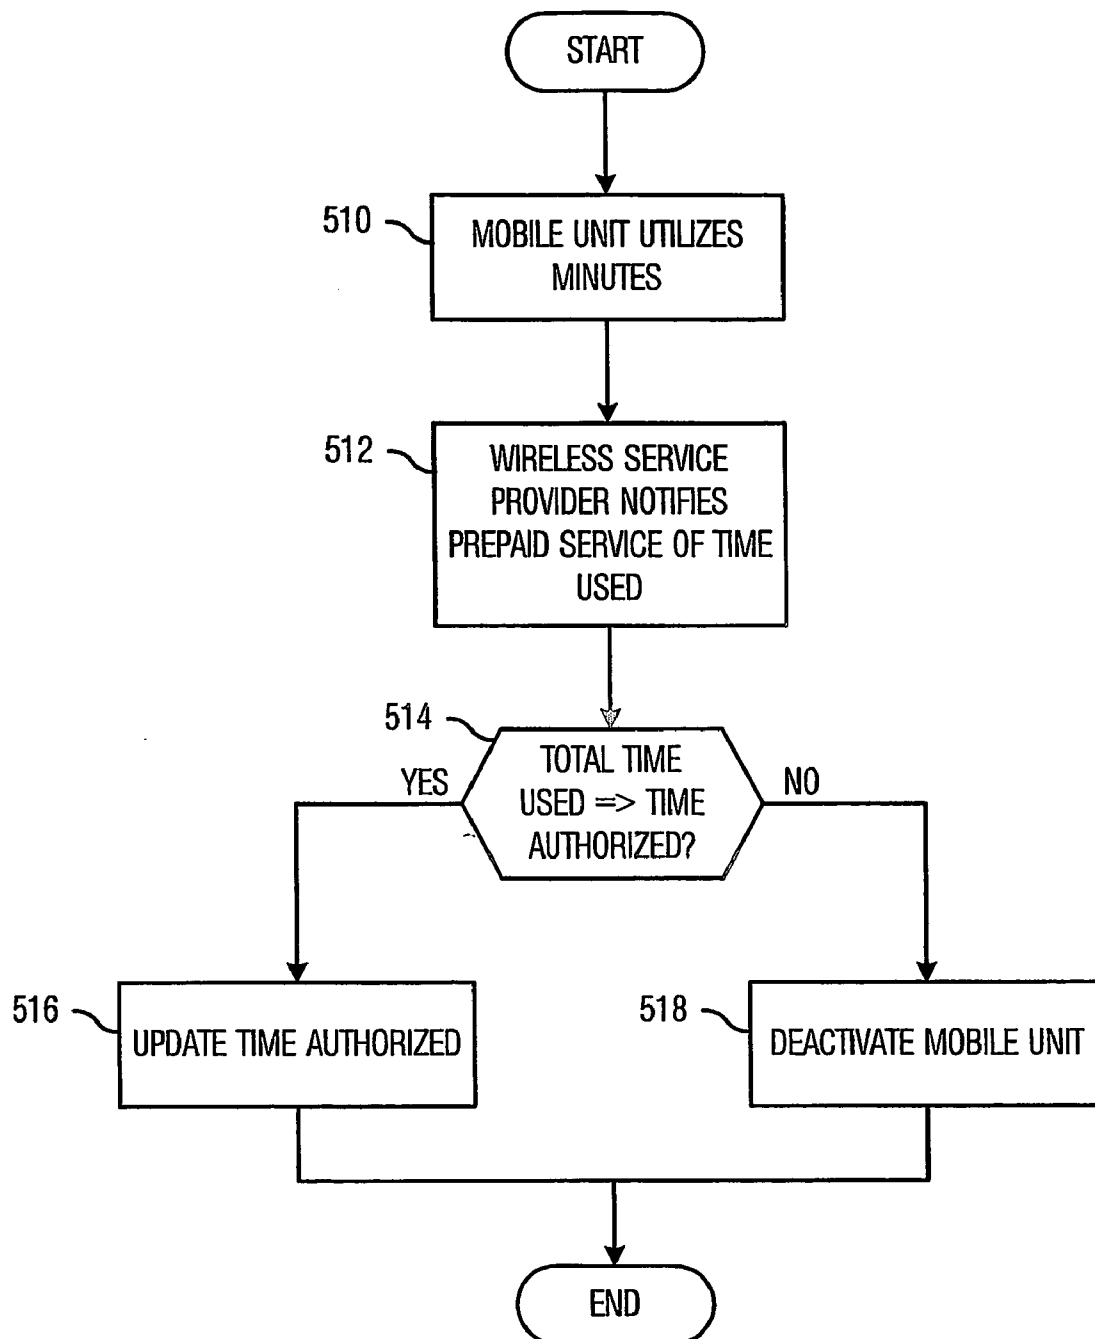 START
510
MOBILE UNIT UTILIZES
MINUTES
512
WIRELESS SERVICE
PROVIDER NOTIFIES
PREPAID SERVICE OF TIME
USED
514
TOTAL TIME
USED => TIME
AUTHORIZED?
YES
NO
516
UPDATE TIME AUTHORIZED
518
DEACTIVATE MOBILE UNIT
END